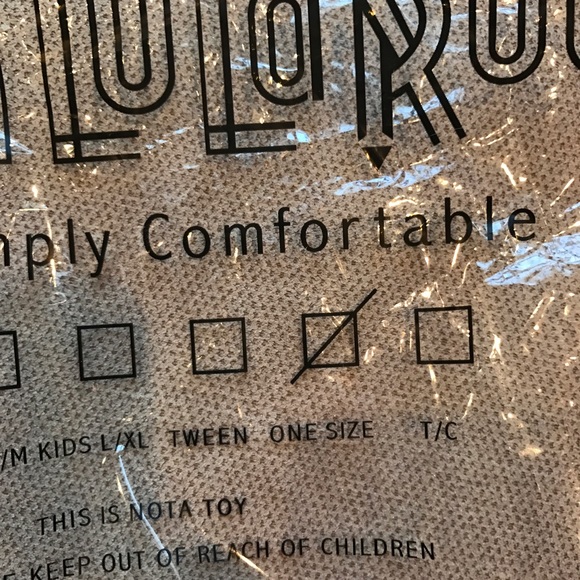 mply Comfortable
/M KIDS L/XL TWEEN ONE SIZE T/C
THIS IS NOTA TOY
KEEP OUT OF REACH OF CHILDREN